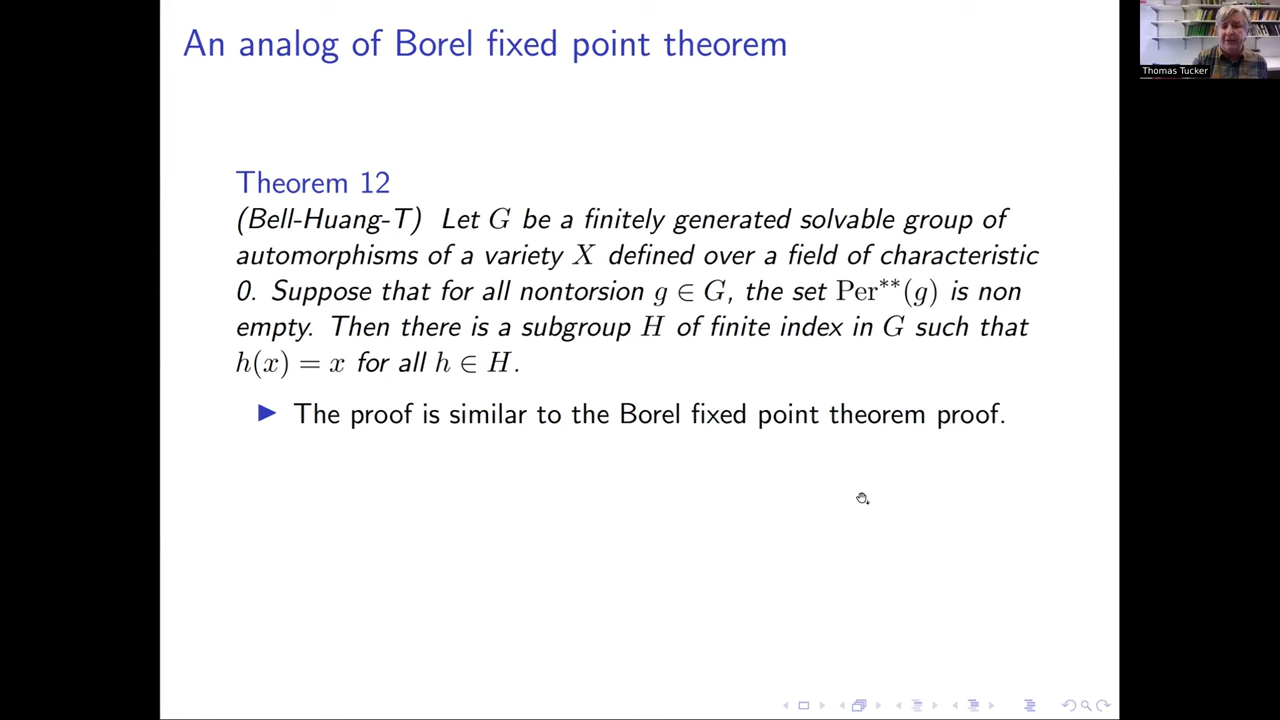 An analog of Borel fixed point theorem
Thomas Tucker
Theorem 12
(Bell-Huang-T) Let G be a finitely generated solvable group of
automorphisms of a variety X defined over a field of characteristic
0. Suppose that for all nontorsion g ∈ G, the set Per**(g) is non
empty. Then there is a subgroup H of finite index in G such that
h(x) = x for all h ∈ H.
▶ The proof is similar to the Borel fixed point theorem proof.